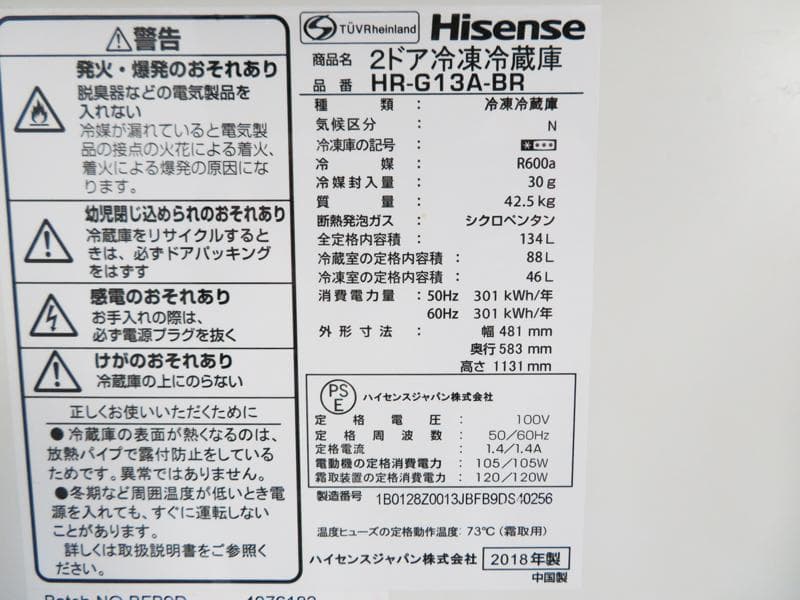 ⚠警告
発火・爆発のおそれあり
脱臭器などの電気製品を
入れない
冷媒が漏れていると電気製
品の接点の火花による着火、
着火による爆発の原因にな
ります。
幼児閉じ込められのおそれあり
冷蔵庫をリサイクルすると
きは、必ずドアパッキング
をはずす
感電のおそれあり
お手入れの際は、
必ず電源プラグを抜く
けがのおそれあり
冷蔵庫の上にのらない
正しくお使いいただくために
●冷蔵庫の表面が熱くなるのは、
放熱パイプで露付防止をしている
ためです。異常ではありません。
●冬期など周囲温度が低いとき電
源を入れても、すぐに運転しない
ことがあります。
詳しくは取扱説明書をご参照く
ださい。
TÜVRheinland
Hisense
商品名 2ドア冷凍冷蔵庫
品番 HR-G13A-BR
種類 : 冷凍冷蔵庫
気候区分 : N
冷凍庫の記号 :
冷媒 : R600a
冷媒封入量 : 30g
質量 : 42.5kg
断熱発泡ガス : シクロペンタン
全定格内容積 : 134L
冷蔵室の定格内容積 : 88L
冷凍室の定格内容積 : 46L
消費電力量 : 50Hz 301 kWh/年
60Hz 301 kWh/年
外形寸法 : 幅 481 mm
奥行 583 mm
高さ 1131 mm
PS
E
ハイセンスジャパン株式会社
定格電圧 : 100V
定格周波数 : 50/60Hz
定格電流 : 1.4/1.4A
電動機の定格消費電力 : 105/105W
霜取装置の定格消費電力 : 120/120W
製造番号 1B0128Z0013JBFB9DS40256
温度ヒューズの定格動作温度: 73℃(霜取用)
ハイセンスジャパン株式会社 2018年製
中国製